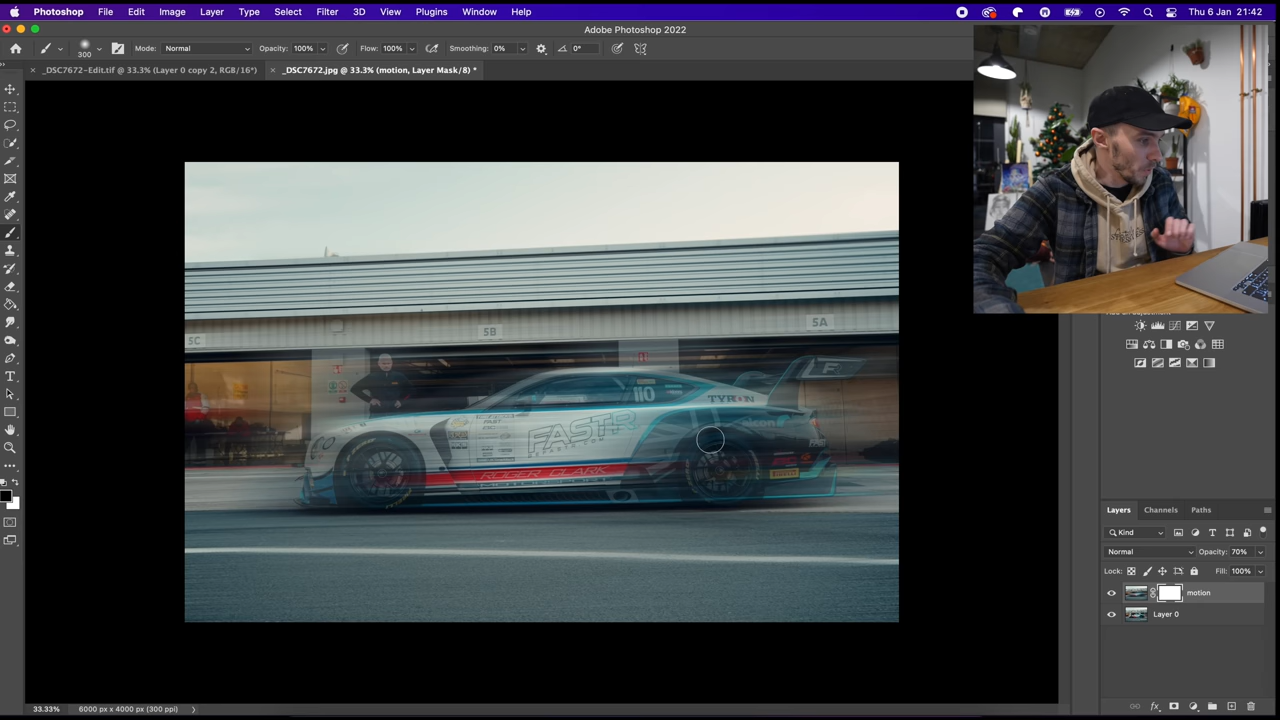 Photoshop File Edit Image Layer Type Select Filter 3D View Plugins Window Help Thu 6 Jan 21:42
Adobe Photoshop 2022
300 Mode: Normal Opacity: 100% Flow: 100% Smoothing: 0% 0°
_DSC7672-Edit.tif @ 33.3% (Layer 0 copy 2, RGB/16*) _DSC7672.jpg @ 33.3% (motion, Layer Mask/8) *
5C 5B 5A
F
110 TYRON
FASTR
ROGER CLARK
MOTORSPORT
Layers Channels Paths
Kind
Normal Opacity: 70%
Lock: Fill: 100%
motion
Layer 0
fx
33.33% 6000 px x 4000 px (300 ppi)